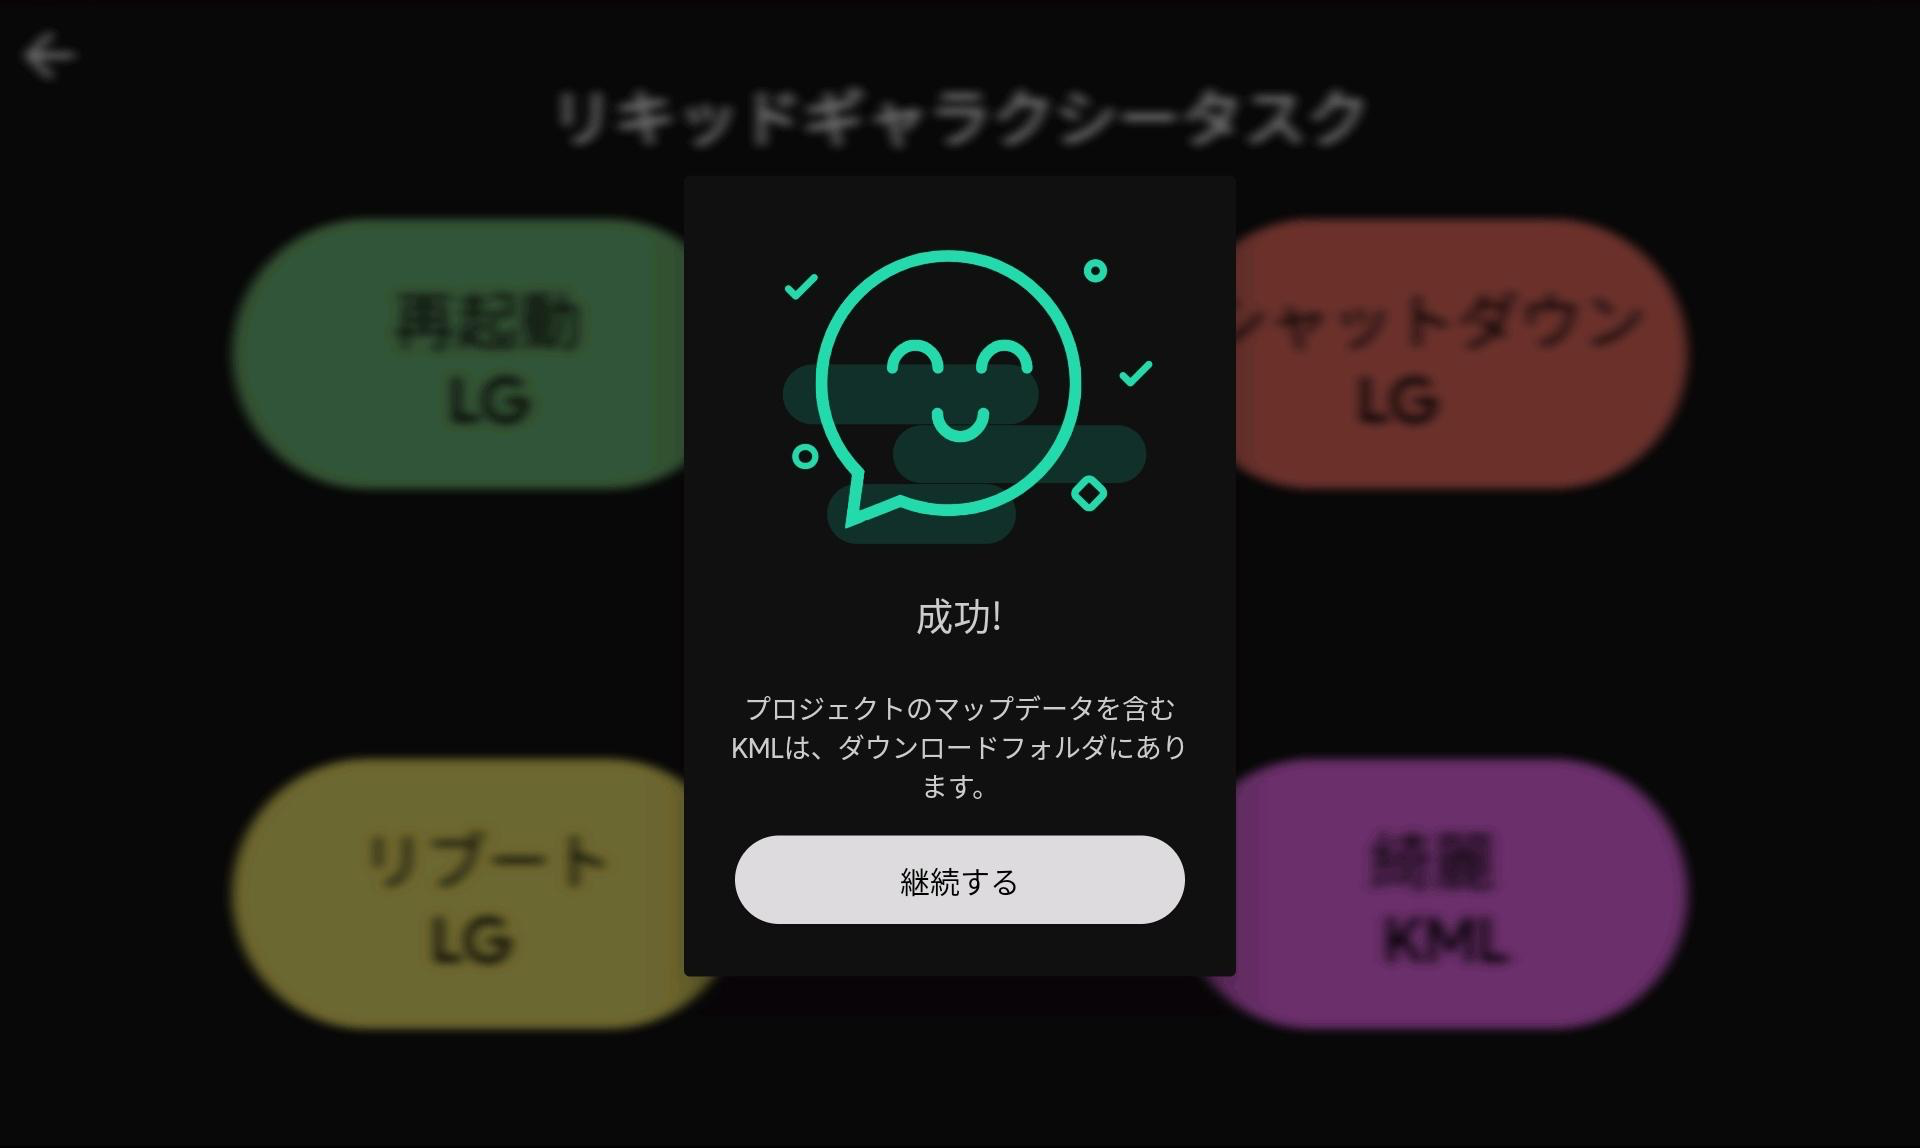 リキッドギャラクシータスク
再起動
LG
シャットダウン
LG
成功!
プロジェクトのマップデータを含む
KMLは、ダウンロードフォルダにあり
ます。
継続する
リブート
LG
綺麗
KML